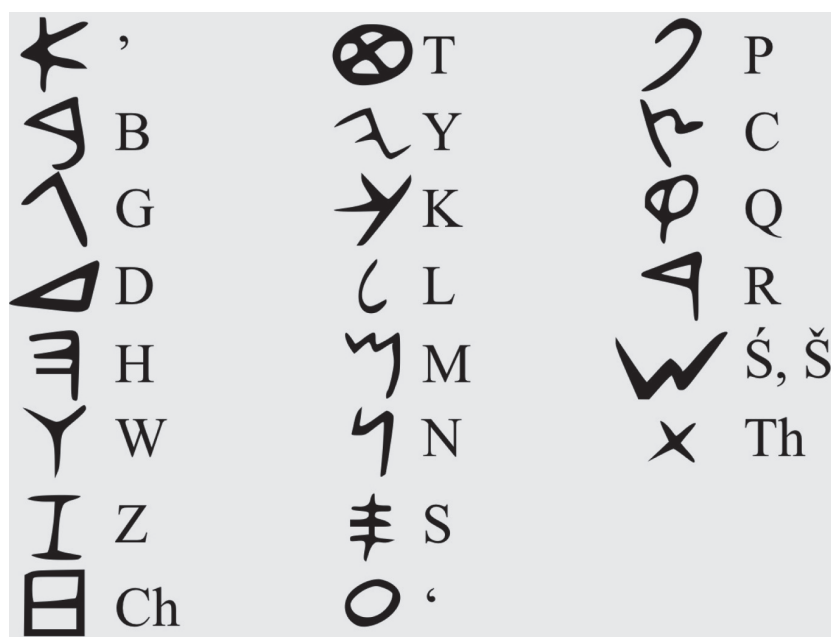 𐤀 ’ 𐤈 T 𐤐 P
𐤁 B 𐤉 Y 𐤑 C
𐤂 G 𐤊 K 𐤒 Q
𐤃 D 𐤋 L 𐤓 R
𐤄 H 𐤌 M 𐤔 Ś, Š
𐤅 W 𐤍 N 𐤕 Th
𐤆 Z 𐤎 S
𐤇 Ch 𐤏 ‘